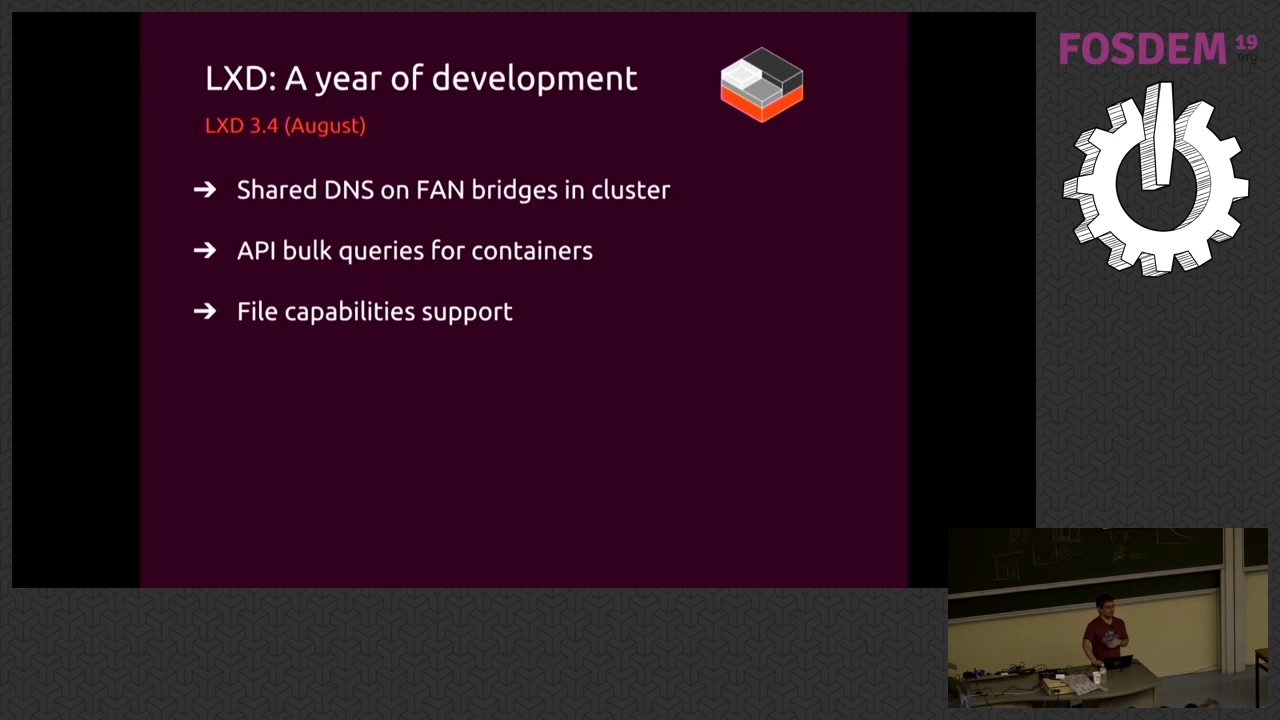 LXD: A year of development
LXD 3.4 (August)
➔ Shared DNS on FAN bridges in cluster
➔ API bulk queries for containers
➔ File capabilities support
FOSDEM 19
.org